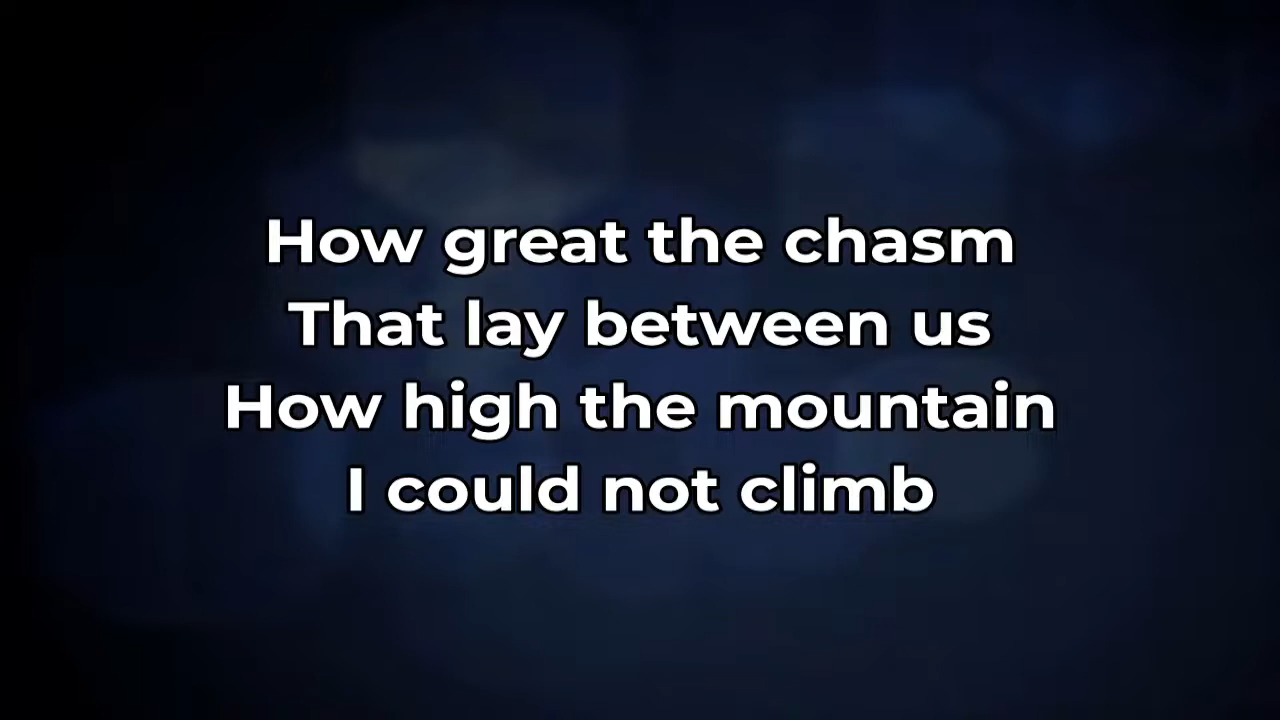 How great the chasm
That lay between us
How high the mountain
I could not climb